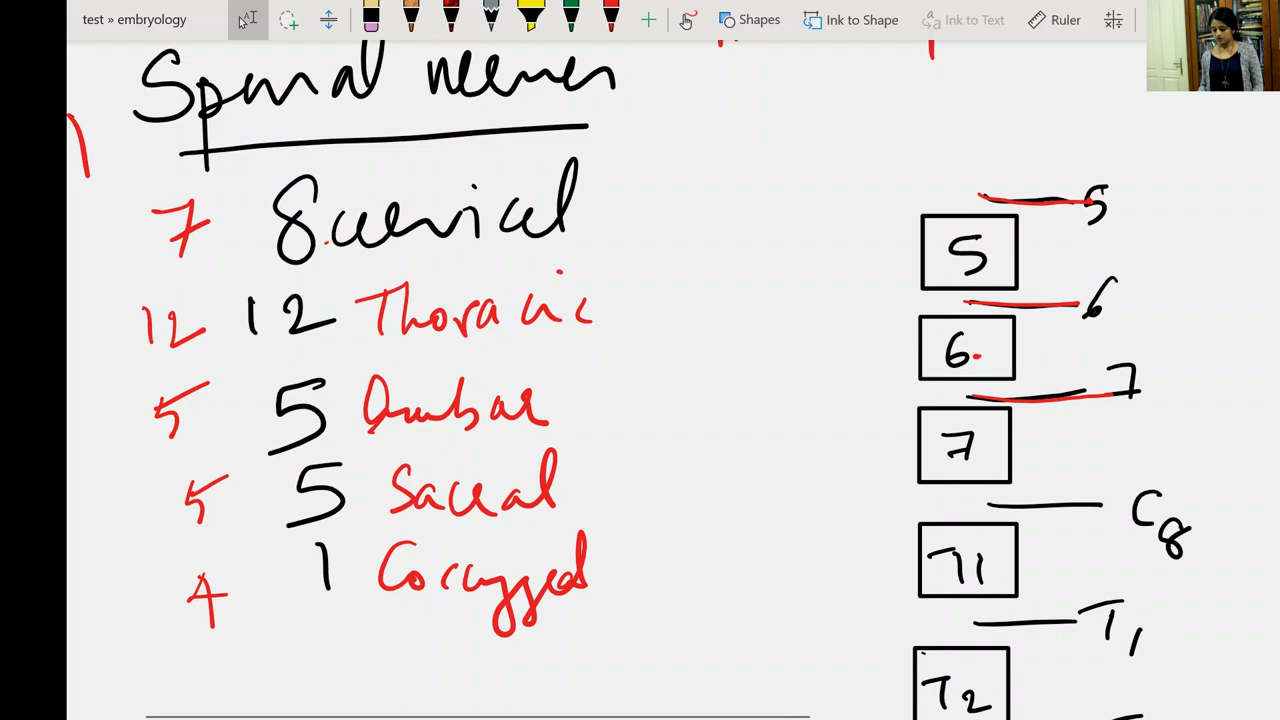 test » embryology
Shapes
Ink to Shape
Ink to Text
Ruler
Spinal nerves
7 8 cervical
12 12 Thoracic
5 5 Lumbar
5 5 Sacral
4 1 Coccygeal
5
5
6
6
7
7
C8
T1
T1
T2